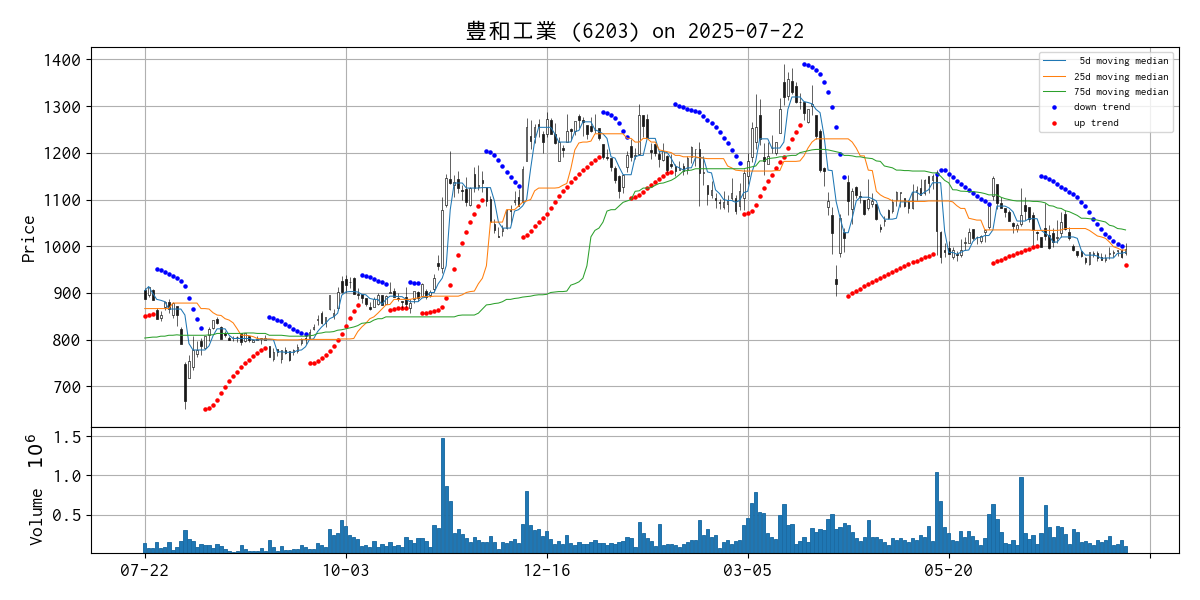 豊和工業 (6203) on 2025-07-22
5d moving median
25d moving median
75d moving median
down trend
up trend
Price
1400
1300
1200
1100
1000
900
800
700
Volume 10^6
1.5
1.0
0.5
07-22
10-03
12-16
03-05
05-20